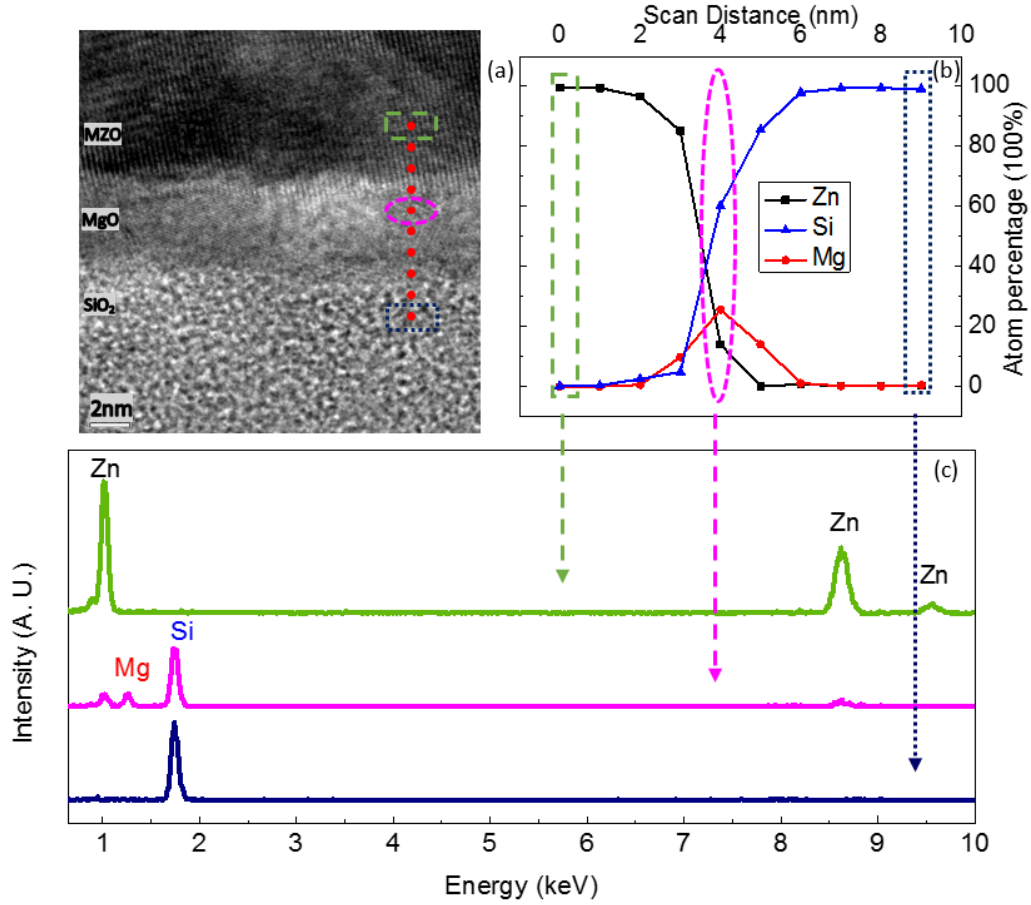 Scan Distance (nm)
0 2 4 6 8 10
(a)
(b)
MZO
MgO
SiO₂
2nm
100
80
60
40
20
0
Atom percentage (100%)
Zn
Si
Mg
(c)
Zn
Zn
Zn
Si
Mg
Intensity (A. U.)
1 2 3 4 5 6 7 8 9 10
Energy (keV)